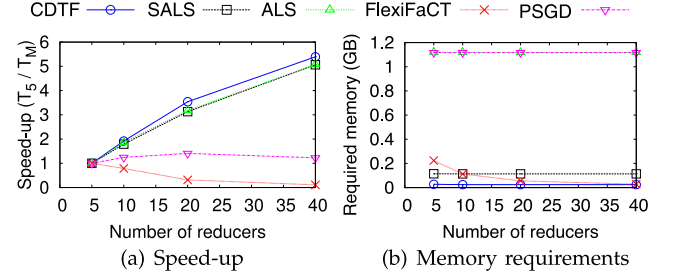 CDTF SALS ALS FlexiFaCT PSGD
Speed-up (T5 / TM)
6
5
4
3
2
1
0
0 5 10 15 20 25 30 35 40
Number of reducers
(a) Speed-up
Required memory (GB)
1.2
1
0.8
0.6
0.4
0.2
0
0 5 10 15 20 25 30 35 40
Number of reducers
(b) Memory requirements